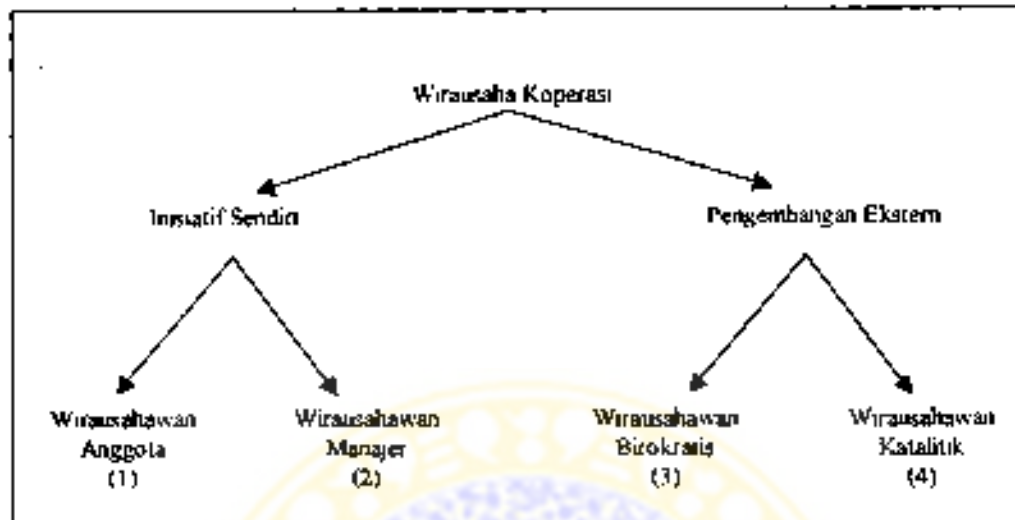 Wirausaha Koperasi
Inisiatif Sendiri
Pengembangan Ekstern
Wirausahawan
Anggota
(1)
Wirausahawan
Manajer
(2)
Wirausahawan
Birokratis
(3)
Wirausahawan
Katalitik
(4)